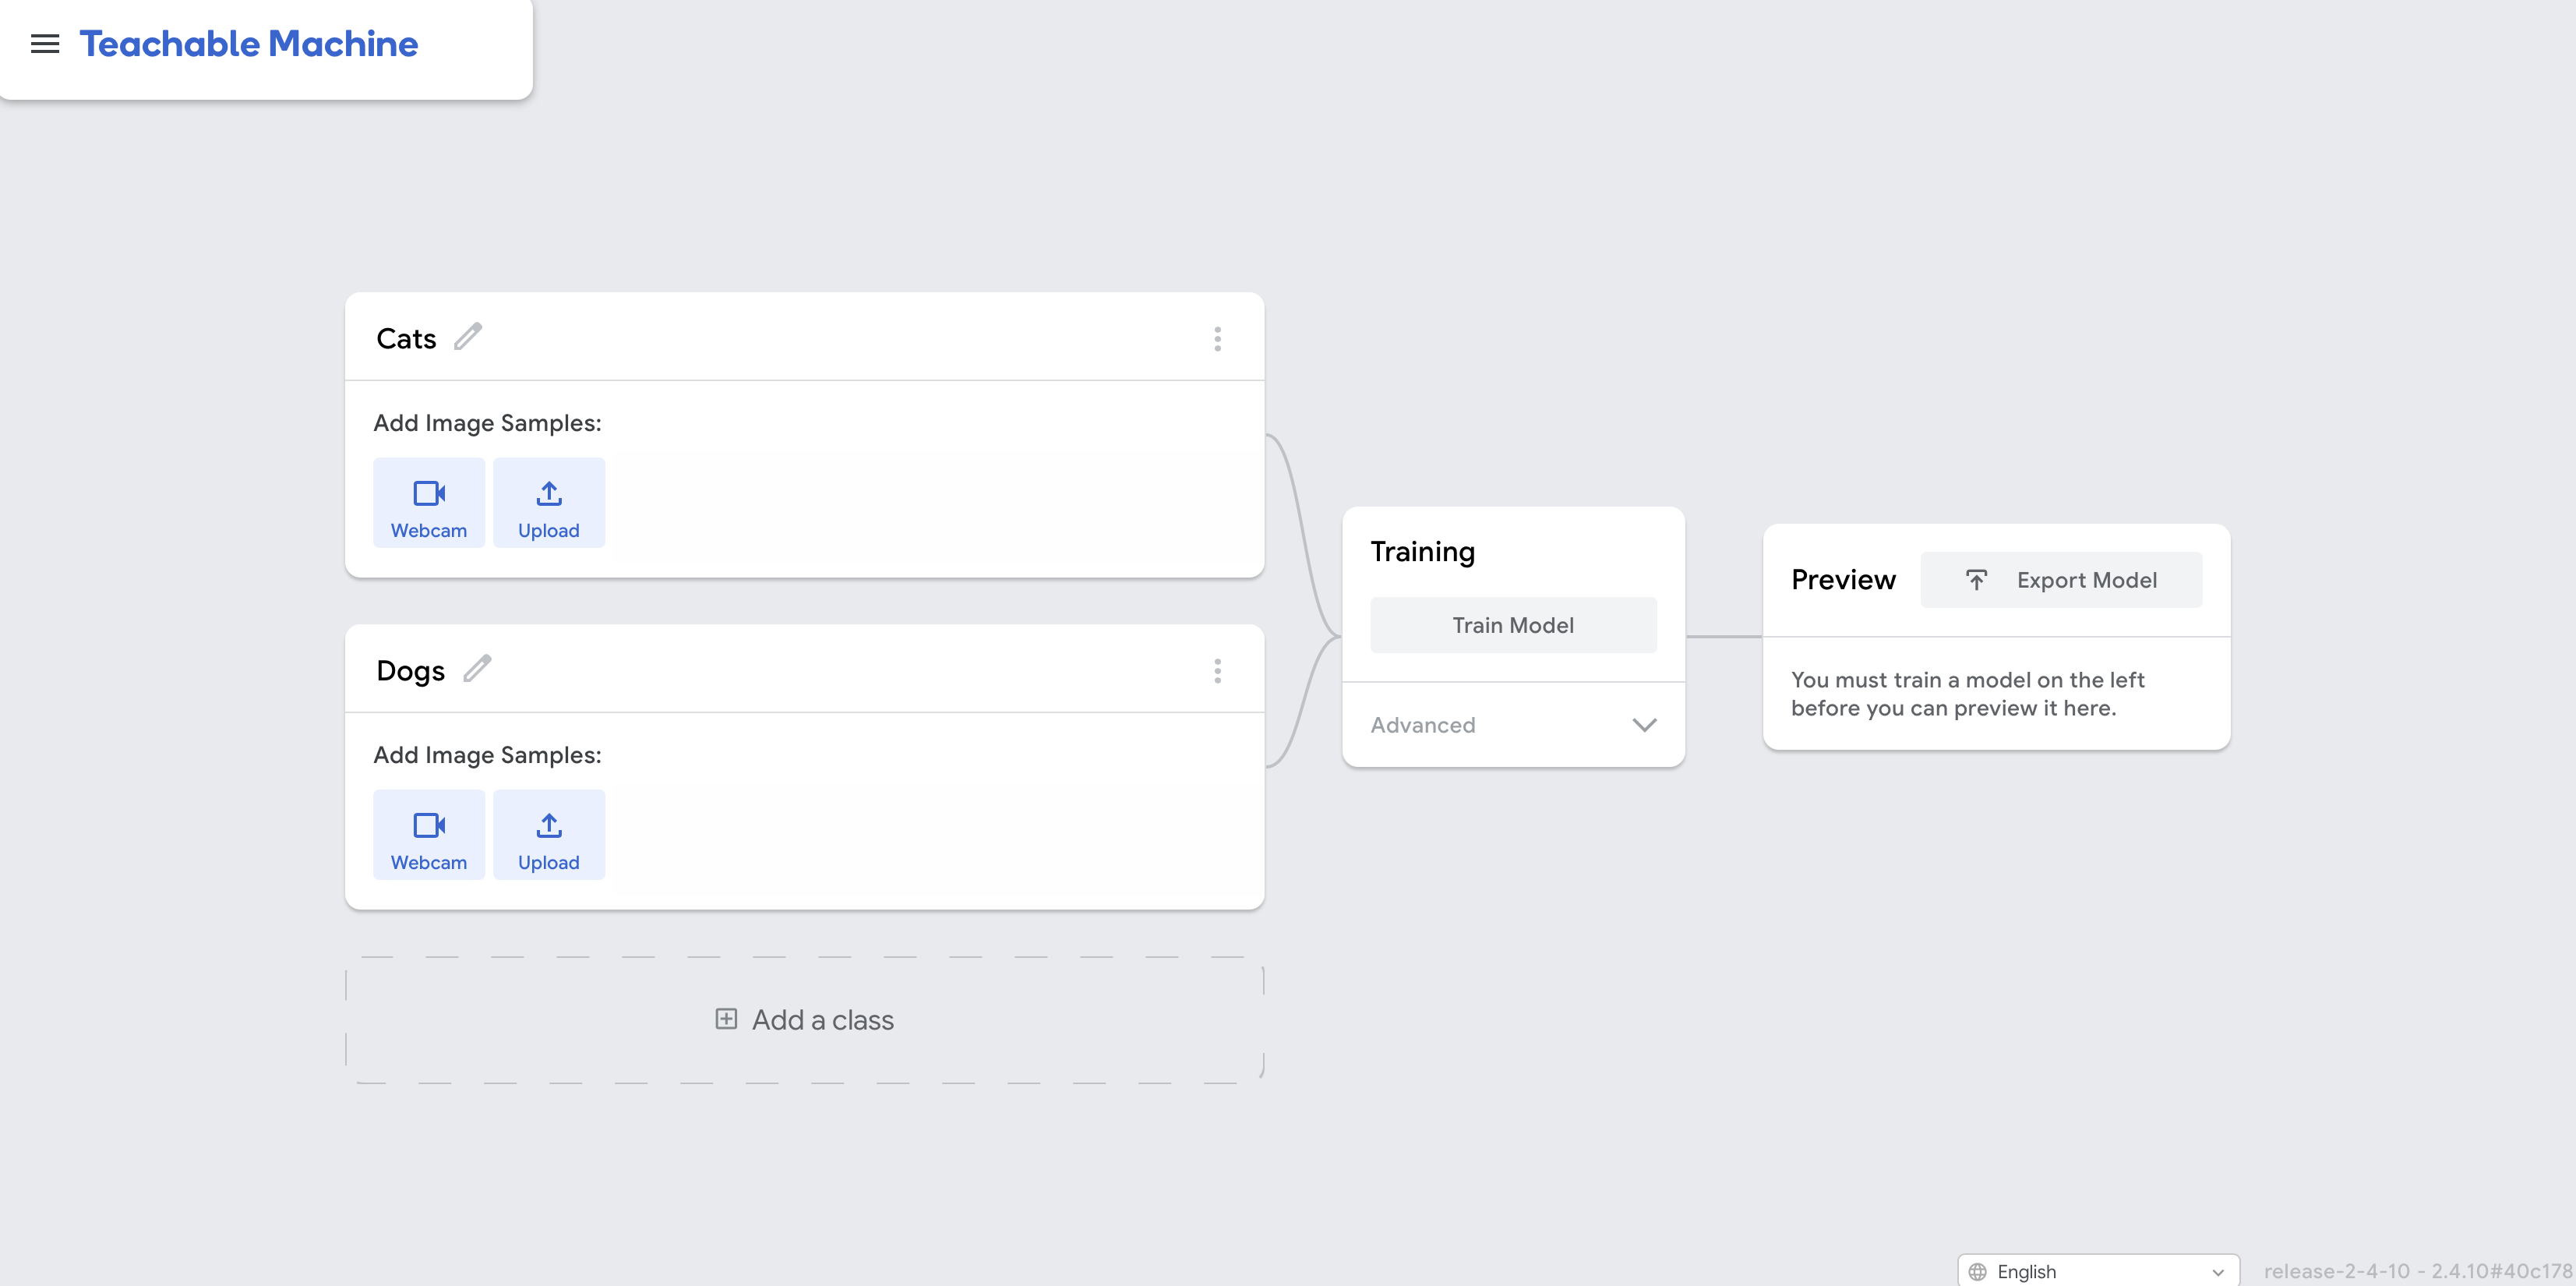 Teachable Machine
Cats
Add Image Samples:
Webcam
Upload
Dogs
Add Image Samples:
Webcam
Upload
Add a class
Training
Train Model
Advanced
Preview
Export Model
You must train a model on the left
before you can preview it here.
English
release-2-4-10 - 2.4.10#40c178